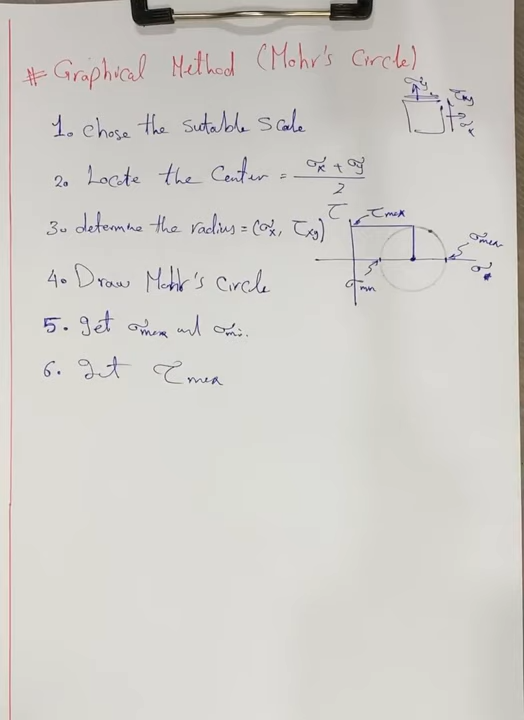 # Graphical Method (Mohr's Circle)
σy
τxy
σx
1. chose the sutable scale
2. Locate the Center = σx + σy / 2
3. determine the radius = (σx, τxy)
τ
τmax
σmax
σ
σmin
4. Draw Mohr's Circle
5. get σmax and σmi.
6. get τmax